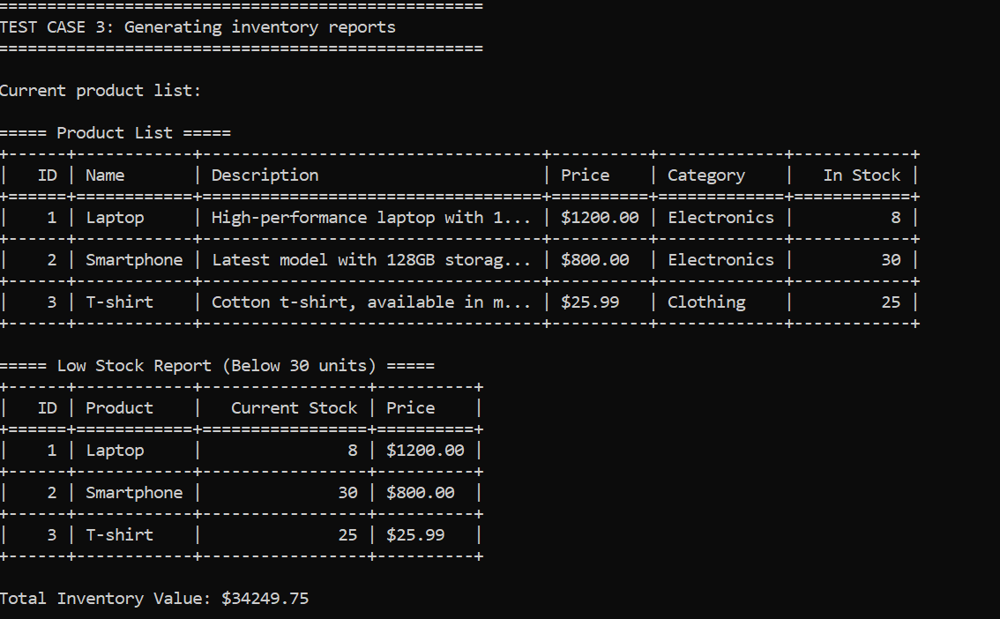 ==================================================
TEST CASE 3: Generating inventory reports
==================================================
Current product list:
===== Product List =====
+------+------------+-----------------------------------+----------+-------------+------------+
|   ID | Name       | Description                       | Price    | Category    |   In Stock |
+======+============+===================================+==========+=============+============+
|    1 | Laptop     | High-performance laptop with 1... | $1200.00 | Electronics |          8 |
+------+------------+-----------------------------------+----------+-------------+------------+
|    2 | Smartphone | Latest model with 128GB storag... | $800.00  | Electronics |         30 |
+------+------------+-----------------------------------+----------+-------------+------------+
|    3 | T-shirt    | Cotton t-shirt, available in m... | $25.99   | Clothing    |         25 |
+------+------------+-----------------------------------+----------+-------------+------------+
===== Low Stock Report (Below 30 units) =====
+------+------------+-----------------+----------+
|   ID | Product    |   Current Stock | Price    |
+======+============+=================+==========+
|    1 | Laptop     |               8 | $1200.00 |
+------+------------+-----------------+----------+
|    2 | Smartphone |              30 | $800.00  |
+------+------------+-----------------+----------+
|    3 | T-shirt    |              25 | $25.99   |
+------+------------+-----------------+----------+
Total Inventory Value: $34249.75